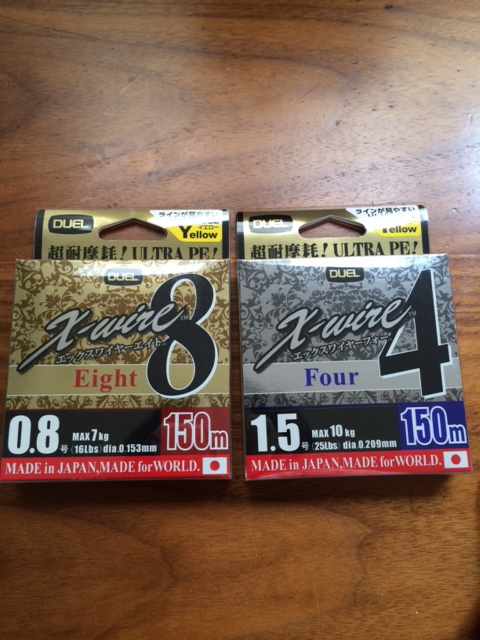 DUEL
ラインが見やすい
イエロー
Yellow
超耐摩耗! ULTRA PE!
DUEL
X-wire 8
エックスワイヤーエイト
Eight
0.8号
MAX 7kg
(16Lbs) dia.0.153mm
150m
MADE in JAPAN,MADE for WORLD.
DUEL
ラインが見やすい
Yellow
超耐摩耗! ULTRA PE!
DUEL
X-wire 4
エックスワイヤーフォー
Four
1.5号
MAX 10kg
(25Lbs) dia.0.209mm
150m
MADE in JAPAN,MADE for WORLD.